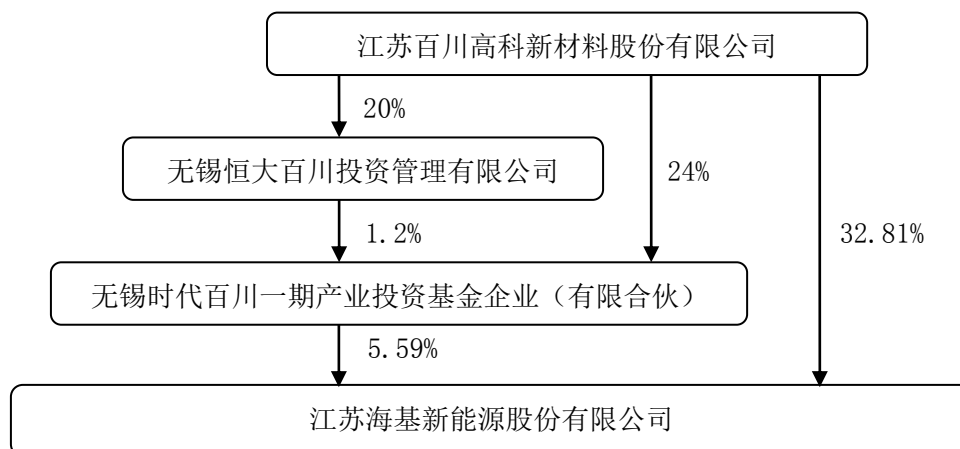 江苏百川高科新材料股份有限公司
20%
无锡恒大百川投资管理有限公司
24%
1.2%
32.81%
无锡时代百川一期产业投资基金企业（有限合伙）
5.59%
江苏海基新能源股份有限公司